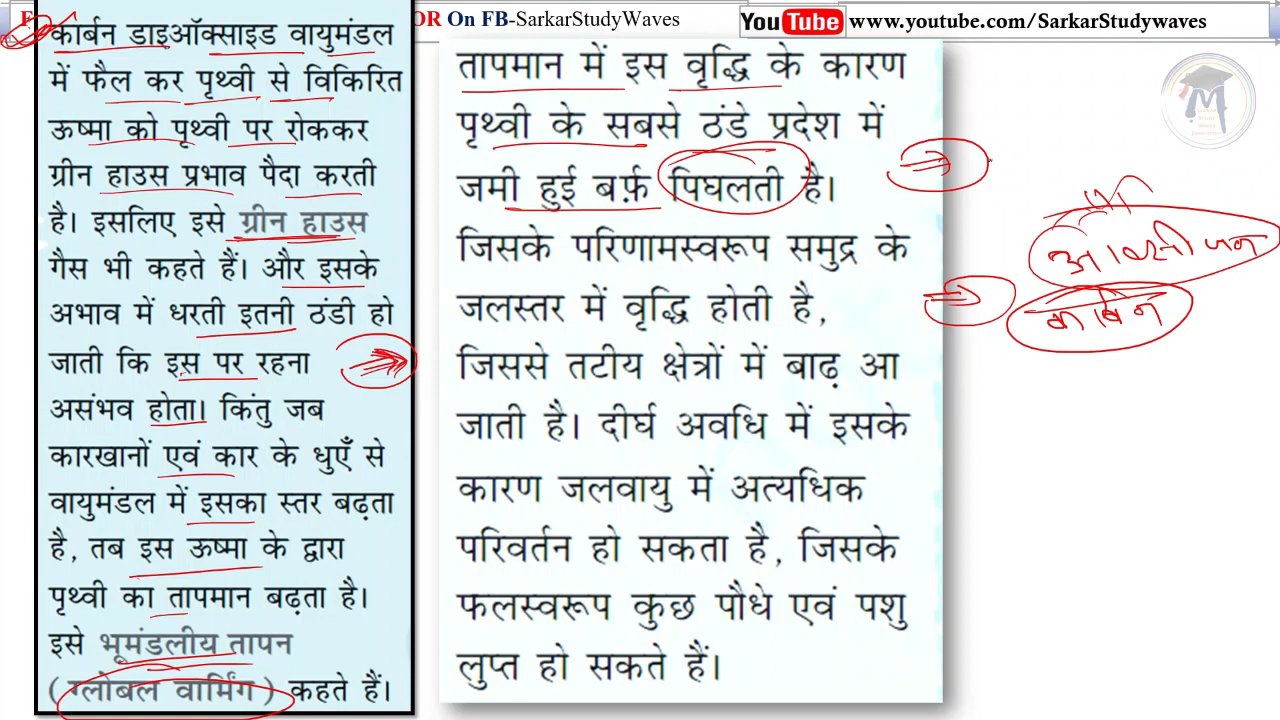 OR On FB-SarkarStudyWaves
You Tube www.youtube.com/SarkarStudywaves
कार्बन डाइऑक्साइड वायुमंडल
में फैल कर पृथ्वी से विकिरित
ऊष्मा को पृथ्वी पर रोककर
ग्रीन हाउस प्रभाव पैदा करती
है। इसलिए इसे ग्रीन हाउस
गैस भी कहते हैं। और इसके
अभाव में धरती इतनी ठंडी हो
जाती कि इस पर रहना
असंभव होता। किंतु जब
कारखानों एवं कार के धुएँ से
वायुमंडल में इसका स्तर बढ़ता
है, तब इस ऊष्मा के द्वारा
पृथ्वी का तापमान बढ़ता है।
इसे भूमंडलीय तापन
(ग्लोबल वार्मिंग) कहते हैं।
तापमान में इस वृद्धि के कारण
पृथ्वी के सबसे ठंडे प्रदेश में
जमी हुई बर्फ़ पिघलती है।
जिसके परिणामस्वरूप समुद्र के
जलस्तर में वृद्धि होती है,
जिससे तटीय क्षेत्रों में बाढ़ आ
जाती है। दीर्घ अवधि में इसके
कारण जलवायु में अत्यधिक
परिवर्तन हो सकता है, जिसके
फलस्वरूप कुछ पौधे एवं पशु
लुप्त हो सकते हैं।
कार्बन